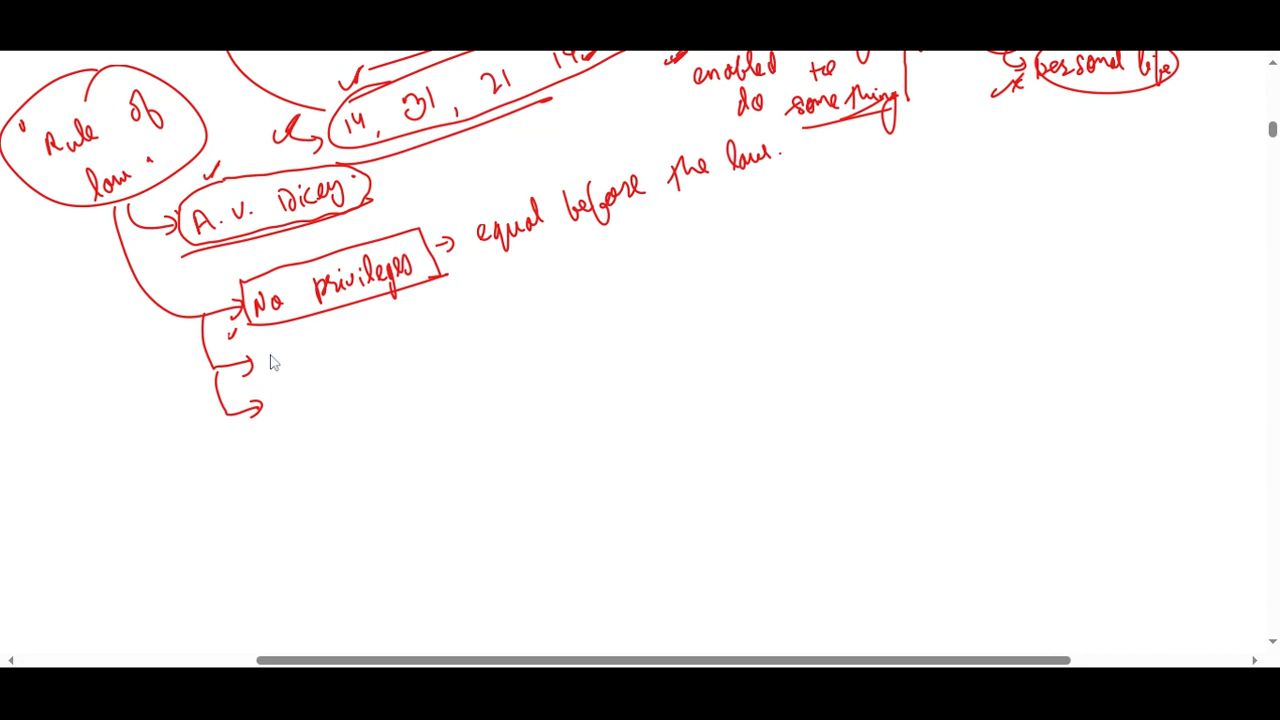 enabled to
do something
personal life
14, 31, 21 19
"Rule of
law"
A.V. Dicey.
No privileges → equal before the law.